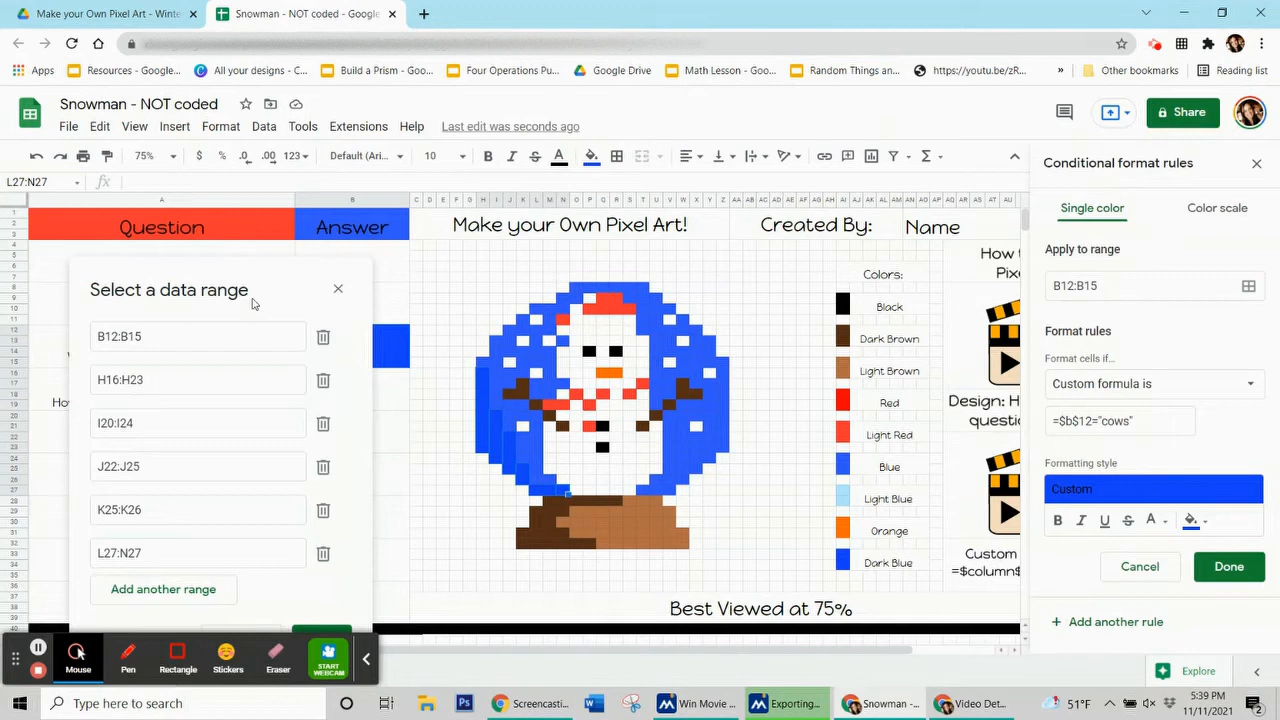 Make your Own Pixel Art - Winte
Snowman - NOT coded - Google
Apps
Resources - Google...
All your designs - C...
Build a Prism - Goo...
Four Operations Pu...
Google Drive
Math Lesson - Goo...
Random Things an...
https://youtu.be/zR...
»
Other bookmarks
Reading list
Snowman - NOT coded
File Edit View Insert Format Data Tools Extensions Help Last edit was seconds ago
Share
75% $ % .0 .00 123 Default (Ari... 10 B I S A
L27:N27
fx
Conditional format rules
Single color
Color scale
Apply to range
B12:B15
Format rules
Format cells if...
Custom formula is
=$b$12="cows"
Formatting style
Custom
B I U S A
Cancel
Done
+ Add another rule
Question
Answer
Make your Own Pixel Art!
Created By:
Name
Select a data range
B12:B15
H16:H23
I20:I24
J22:J25
K25:K26
L27:N27
Add another range
Colors:
Black
Dark Brown
Light Brown
Red
Light Red
Blue
Light Blue
Orange
Dark Blue
How t
Pix
Design: H
questio
Custom
=$column$
Best Viewed at 75%
Mouse
Pen
Rectangle
Stickers
Eraser
START
WEBCAM
Explore
Type here to search
Screencasti...
Win Movie ...
Exporting...
Snowman -...
Video Det...
51°F
5:39 PM
11/11/2021
2